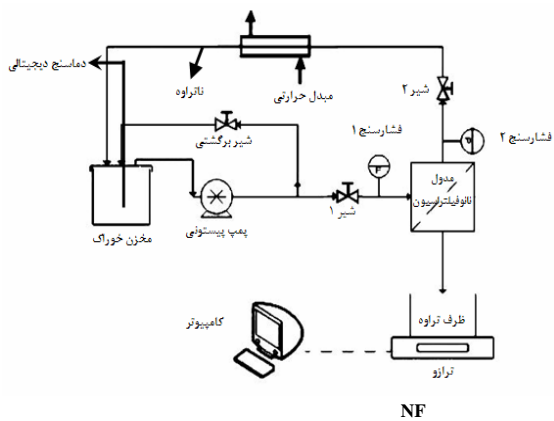 دماسنج دیجیتالی
ناتراوه
مبدل حرارتی
شیر ۲
فشارسنج ۱
فشارسنج ۲
شیر برگشتی
P
P
مدول
نانوفیلتراسیون
مخزن خوراک
پمپ پیستونی
شیر ۱
ظرف تراوه
کامپیوتر
ترازو
NF